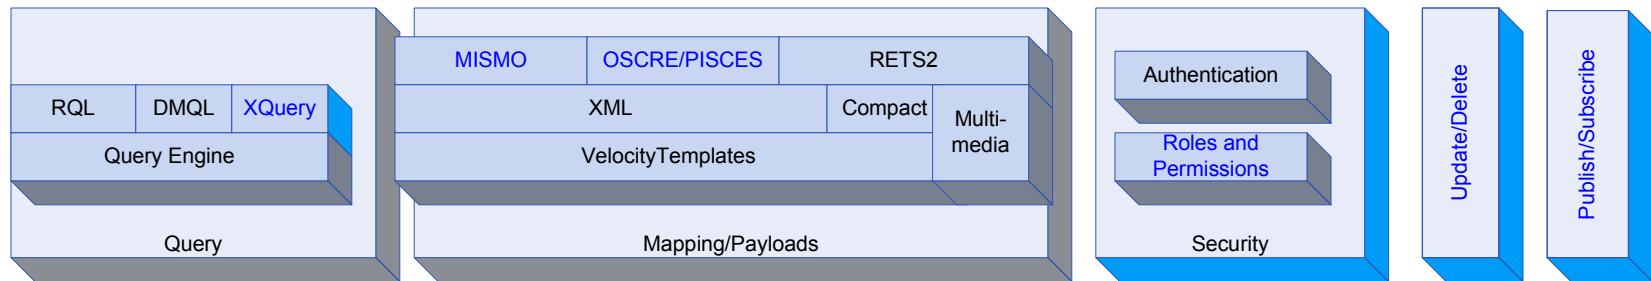 RQL
DMQL
XQuery
Query Engine
Query
MISMO
OSCRE/PISCES
RETS2
XML
Compact
Multi-
media
VelocityTemplates
Mapping/Payloads
Authentication
Roles and
Permissions
Security
Update/Delete
Publish/Subscribe